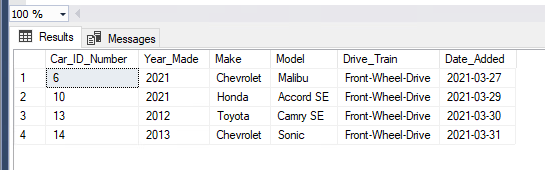 100 %
Results Messages
Car_ID_Number Year_Made Make Model Drive_Train Date_Added
1 6 2021 Chevrolet Malibu Front-Wheel-Drive 2021-03-27
2 10 2021 Honda Accord SE Front-Wheel-Drive 2021-03-29
3 13 2012 Toyota Camry SE Front-Wheel-Drive 2021-03-30
4 14 2013 Chevrolet Sonic Front-Wheel-Drive 2021-03-31